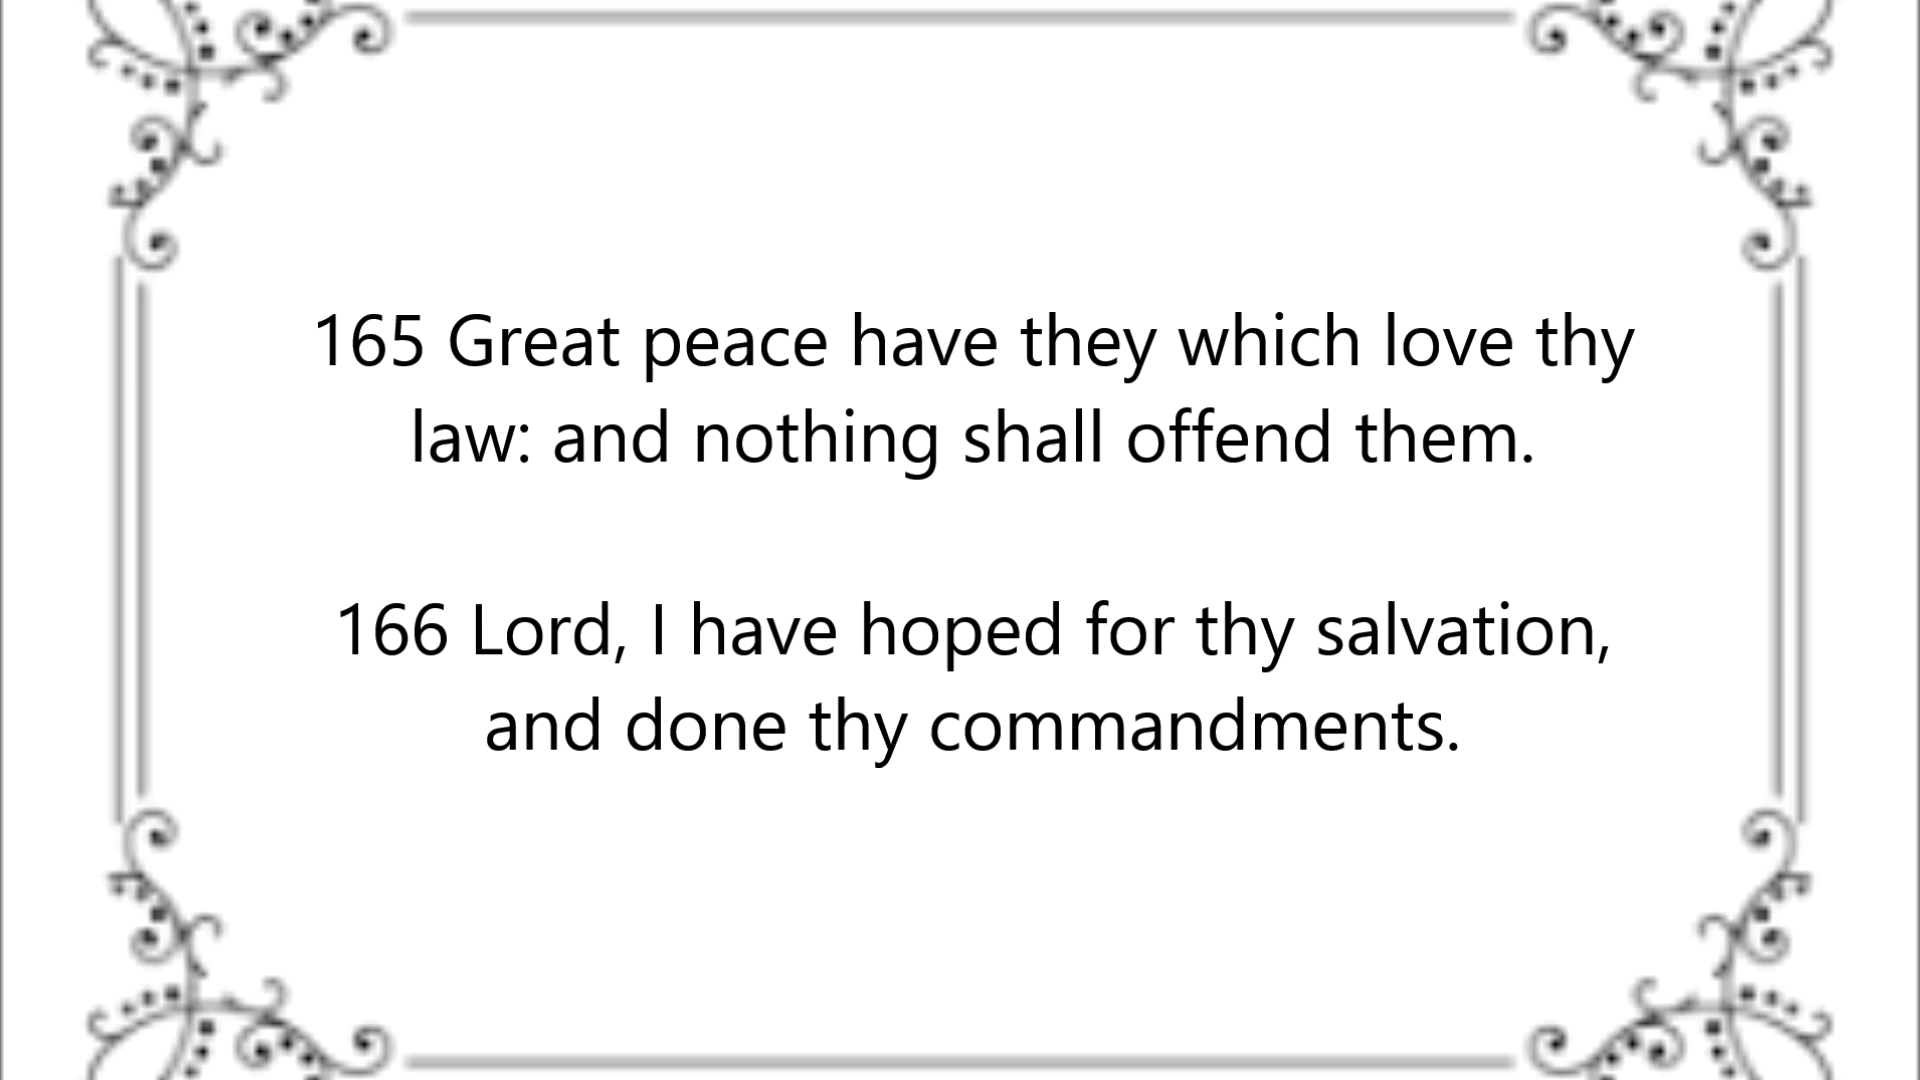 165 Great peace have they which love thy
law: and nothing shall offend them.
166 Lord, I have hoped for thy salvation,
and done thy commandments.